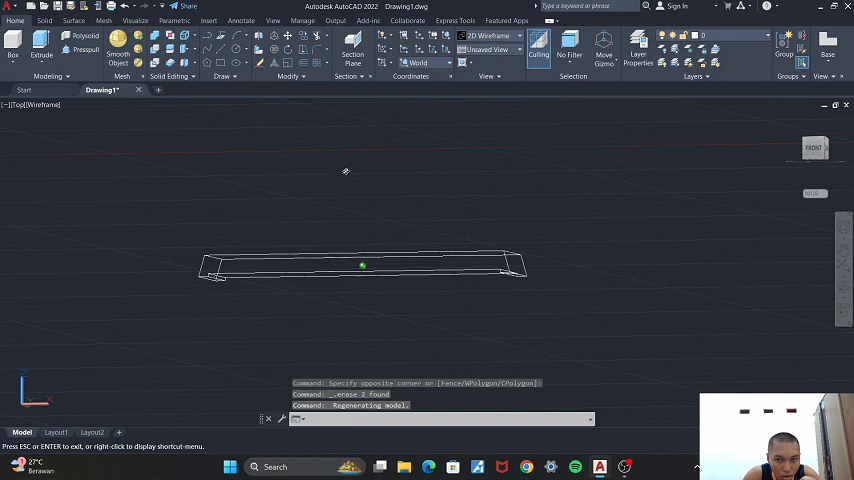 Autodesk AutoCAD 2022 Drawing1.dwg
Share
Type a keyword or phrase
Sign In
Home Solid Surface Mesh Visualize Parametric Insert Annotate View Manage Output Add-ins Collaborate Express Tools Featured Apps
Box
Extrude
Polysolid
Presspull
Smooth
Object
Section
Plane
World
2D Wireframe
Unsaved View
Culling
No Filter
Move
Gizmo
Layer
Properties
0
Group
Base
Modeling
Mesh
Solid Editing
Draw
Modify
Section
Coordinates
View
Selection
Layers
Groups
View
Start
Drawing1*
[−][Top][Wireframe]
FRONT
WCS
Z
X
Command: Specify opposite corner or [Fence/WPolygon/CPolygon]:
Command: _.erase 2 found
Command: Regenerating model.
Model Layout1 Layout2
Press ESC or ENTER to exit, or right-click to display shortcut-menu.
1
27°C
Berawan
Search